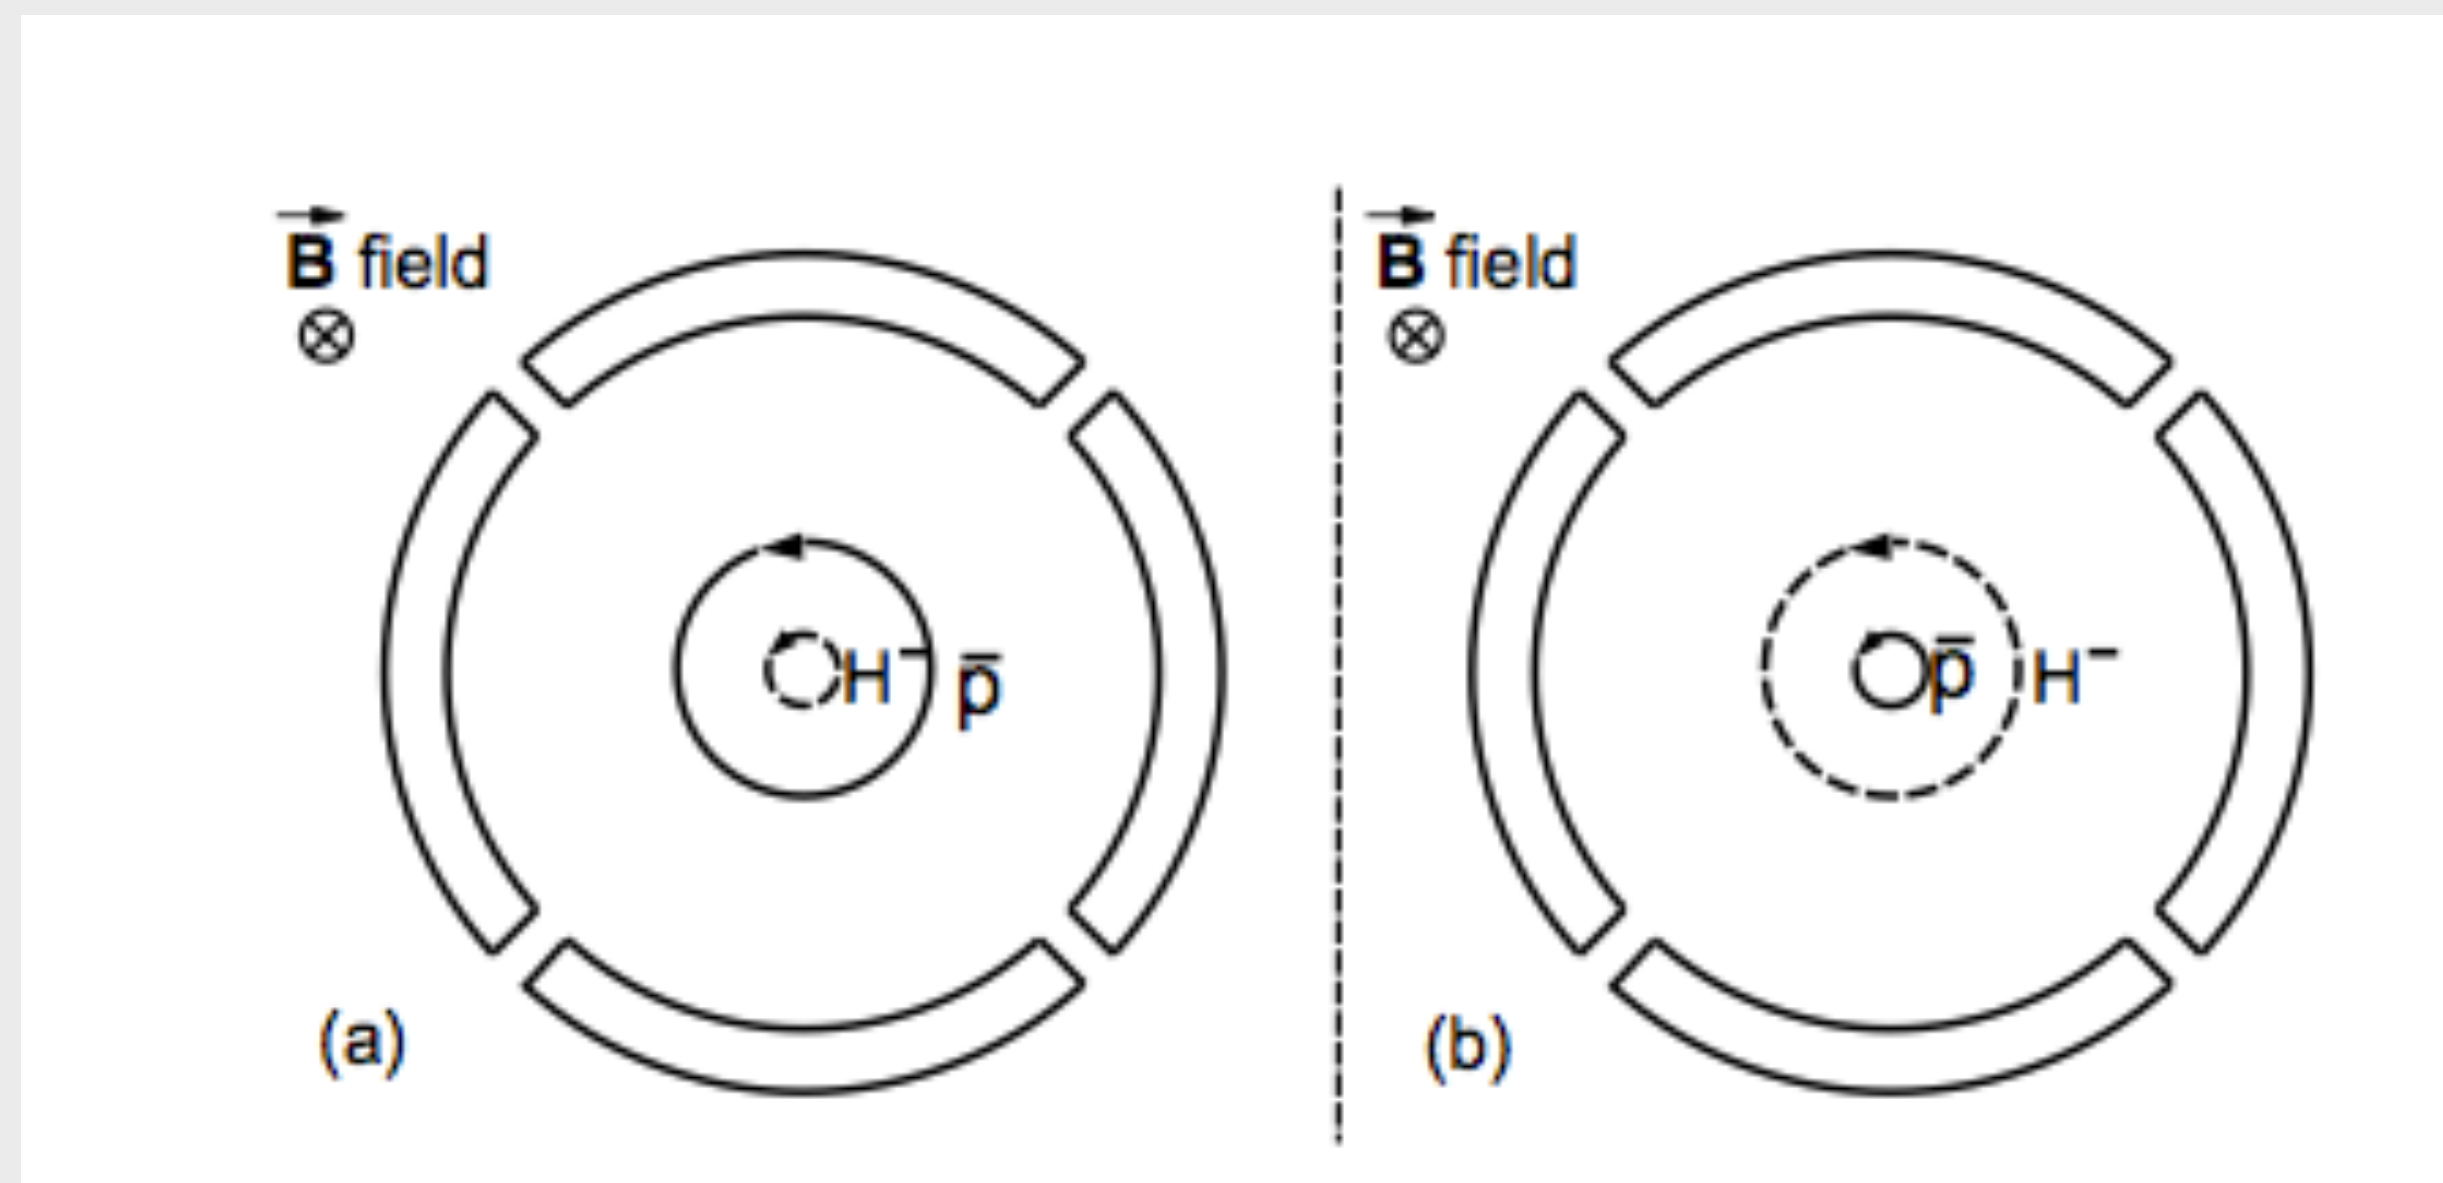 B⃗ field
⊗
H⁻ p̄
(a)
B⃗ field
⊗
p̄ H⁻
(b)